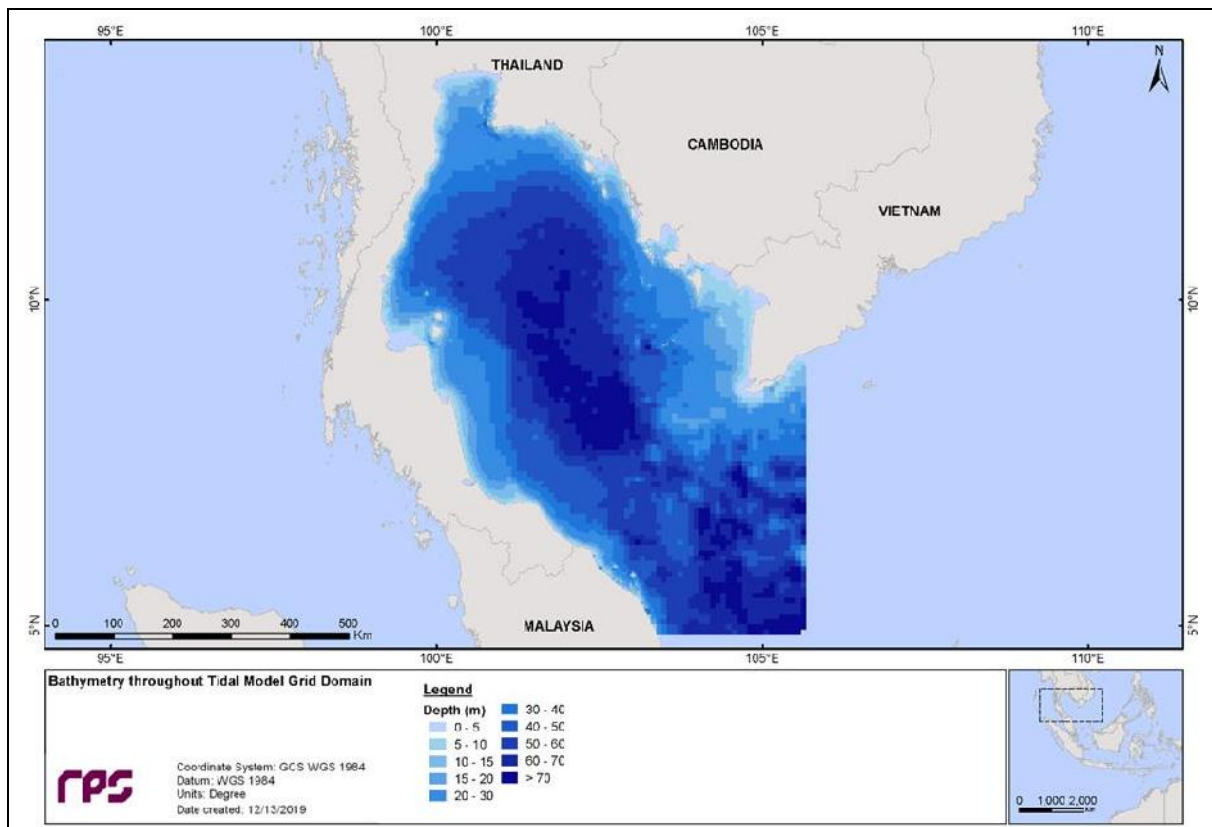 95°E 100°E 105°E 110°E
N
THAILAND
CAMBODIA
VIETNAM
10°N 10°N
5°N 5°N
MALAYSIA
0 100 200 300 400 500
Km
95°E 100°E 105°E 110°E
Bathymetry throughout Tidal Model Grid Domain
rps
Coordinate System: GCS WGS 1984
Datum: WGS 1984
Units: Degree
Date created: 12/13/2019
Legend
Depth (m)
0 - 5
5 - 10
10 - 15
15 - 20
20 - 30
30 - 40
40 - 50
50 - 60
60 - 70
> 70
0 1,000 2,000
Km